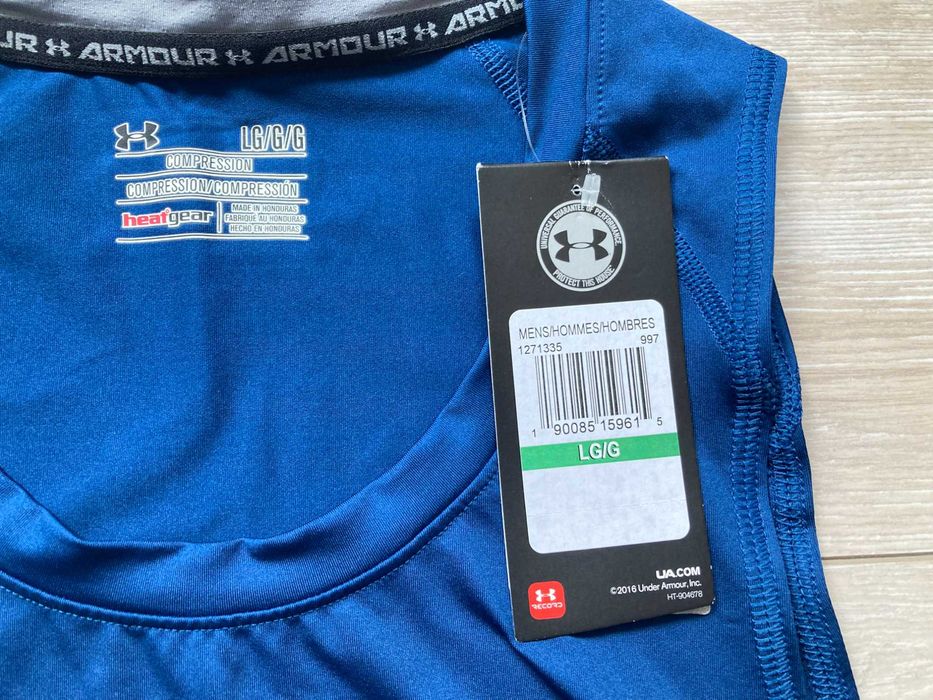 UR ARMOUR ARMOUR
LG/G/G
COMPRESSION
COMPRESSION/COMPRESSIÓN
heatgear
MADE IN HONDURAS
FABRIQUÉ AU HONDURAS
HECHO EN HONDURAS
UNIVERSAL GUARANTEE OF PERFORMANCE
PROTECT THIS HOUSE
MENS/HOMMES/HOMBRES
1271335 997
1 90085 15961 5
LG/G
UA.COM
©2016 Under Armour, Inc.
HT-904678
RECORD